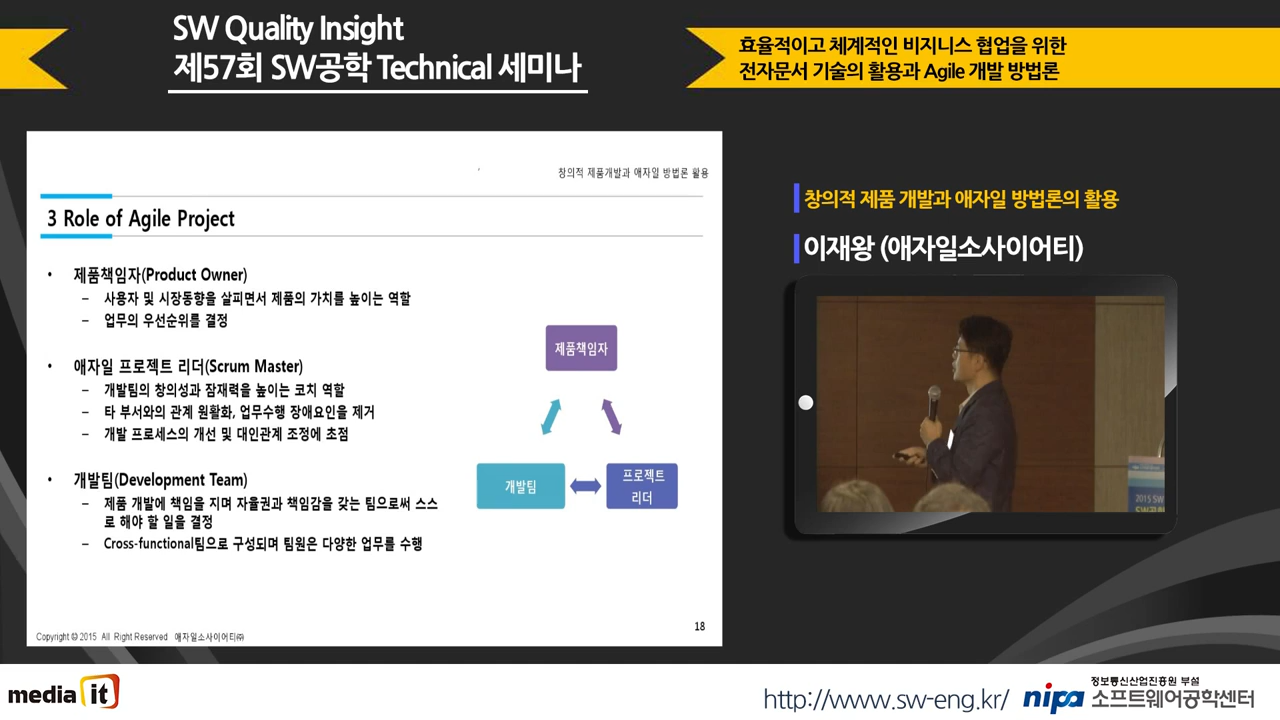 SW Quality Insight
제57회 SW공학 Technical 세미나
효율적이고 체계적인 비지니스 협업을 위한
전자문서 기술의 활용과 Agile 개발 방법론
창의적 제품개발과 애자일 방법론 활용
3 Role of Agile Project
• 제품책임자(Product Owner)
– 사용자 및 시장동향을 살피면서 제품의 가치를 높이는 역할
– 업무의 우선순위를 결정
• 애자일 프로젝트 리더(Scrum Master)
– 개발팀의 창의성과 잠재력을 높이는 코치 역할
– 타 부서와의 관계 원활화, 업무수행 장애요인을 제거
– 개발 프로세스의 개선 및 대인관계 조정에 초점
• 개발팀(Development Team)
– 제품 개발에 책임을 지며 자율권과 책임감을 갖는 팀으로써 스스
로 해야 할 일을 결정
– Cross-functional팀으로 구성되며 팀원은 다양한 업무를 수행
제품책임자
개발팀
프로젝트
리더
18
Copyright © 2015 All Right Reserved 애자일소사이어티㈜
창의적 제품 개발과 애자일 방법론의 활용
이재왕 (애자일소사이어티)
2015 SW
SW공학
media it
http://www.sw-eng.kr/
nipa
정보통신산업진흥원 부설
소프트웨어공학센터